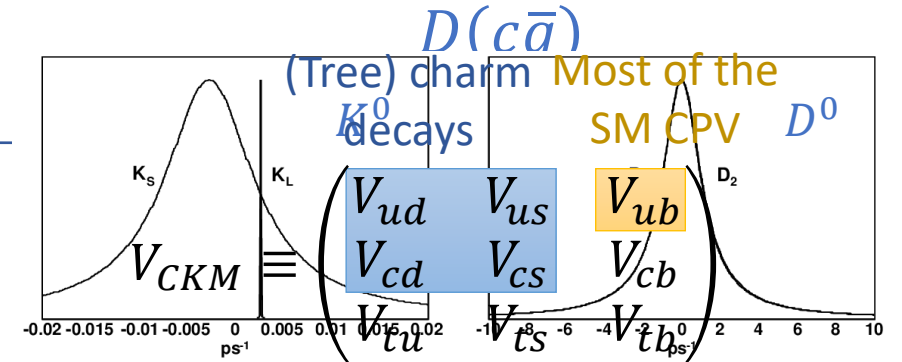 D(cq̅)
(Tree) charm decays
Most of the SM CPV
K⁰
D⁰
K_S
K_L
D_2
V_CKM ≡
V_ud V_us V_ub
V_cd V_cs V_cb
V_tu V_ts V_tb
-0.02 -0.015 -0.01 -0.005 0 0.005 0.01 0.015 0.02
ps⁻¹
-10 -8 -6 -4 -2 0 2 4 6 8 10
ps⁻¹